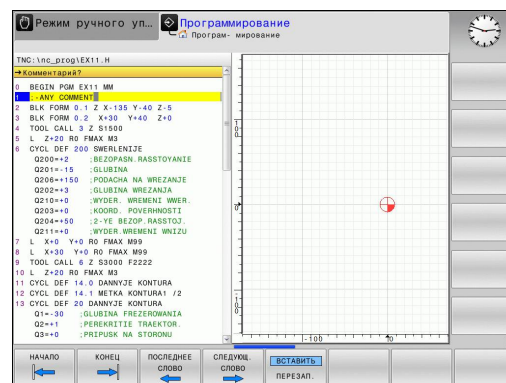 Режим ручного уп...
Программирование
Програм- мирование
TNC:\nc_prog\EX11.H
→Комментарий?
0 BEGIN PGM EX11 MM
1 ;-ANY COMMENT
2 BLK FORM 0.1 Z X-135 Y-40 Z-5
3 BLK FORM 0.2 X+30 Y+40 Z+0
4 TOOL CALL 3 Z S1500
5 L Z+20 R0 FMAX M3
6 CYCL DEF 200 SWERLENIJE
Q200=+2 ;BEZOPASN.RASSTOYANIE
Q201=-15 ;GLUBINA
Q206=+150 ;PODACHA NA WREZANJE
Q202=+3 ;GLUBINA WREZANJA
Q210=+0 ;WYDER. WREMENI WWER.
Q203=+0 ;KOORD. POVERHNOSTI
Q204=+50 ;2-YE BEZOP.RASSTOJ.
Q211=+0 ;WYDER.WREMENI WNIZU
7 L X+0 Y+0 R0 FMAX M99
8 L X+30 Y+0 R0 FMAX M99
9 TOOL CALL 6 Z S3000 F2222
10 L Z+20 R0 FMAX M3
11 CYCL DEF 14.0 DANNYJE KONTURA
12 CYCL DEF 14.1 METKA KONTURA1 /2
13 CYCL DEF 20 DANNYJE KONTURA
Q1=-30 ;GLUBINA FREZEROWANIJA
Q2=+1 ;PEREKRITIE TRAEKTOR.
Q3=+0 ;PRIPUSK NA STORONU
100
0
-100
-100
0
НАЧАЛО
КОНЕЦ
ПОСЛЕДНЕЕ СЛОВО
СЛЕДУЮЩ. СЛОВО
ВСТАВИТЬ
ПЕРЕЗАП.